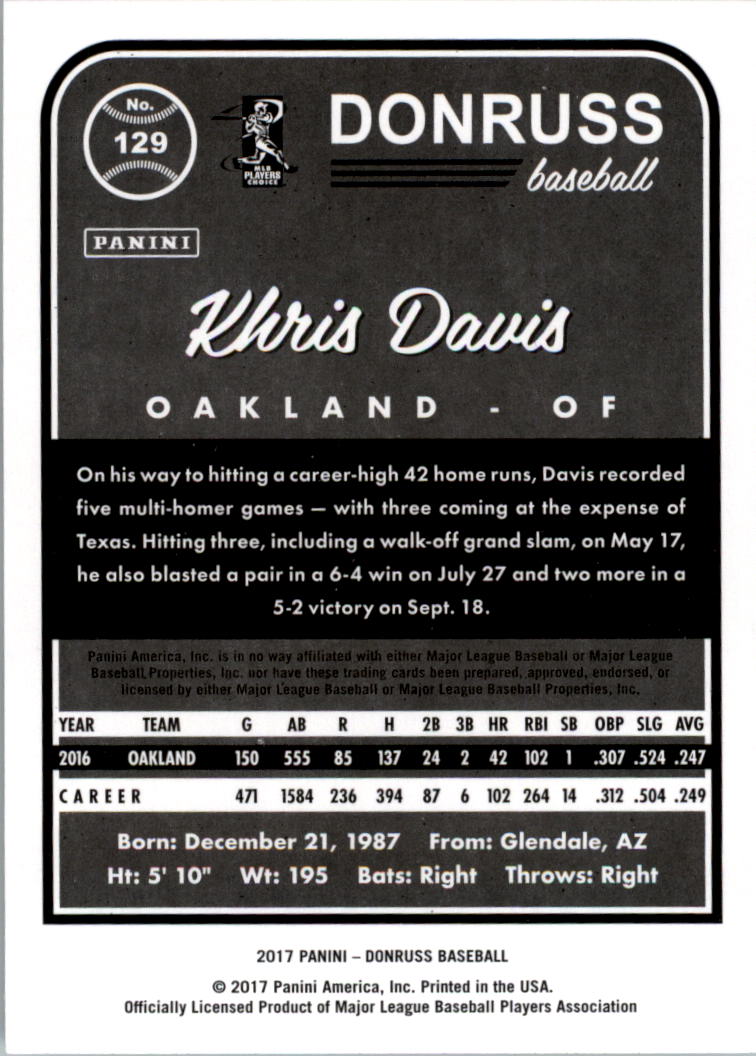 No.
129
MLB
PLAYERS
CHOICE
DONRUSS
baseball
PANINI
Khris Davis
OAKLAND - OF
On his way to hitting a career-high 42 home runs, Davis recorded
five multi-homer games — with three coming at the expense of
Texas. Hitting three, including a walk-off grand slam, on May 17,
he also blasted a pair in a 6-4 win on July 27 and two more in a
5-2 victory on Sept. 18.
Panini America, Inc. is in no way affiliated with either Major League Baseball or Major League
Baseball Properties, Inc. nor have these trading cards been prepared, approved, endorsed, or
licensed by either Major League Baseball or Major League Baseball Properties, Inc.
YEAR TEAM G AB R H 2B 3B HR RBI SB OBP SLG AVG
2016 OAKLAND 150 555 85 137 24 2 42 102 1 .307 .524 .247
CAREER 471 1584 236 394 87 6 102 264 14 .312 .504 .249
Born: December 21, 1987 From: Glendale, AZ
Ht: 5' 10" Wt: 195 Bats: Right Throws: Right
2017 PANINI – DONRUSS BASEBALL
© 2017 Panini America, Inc. Printed in the USA.
Officially Licensed Product of Major League Baseball Players Association